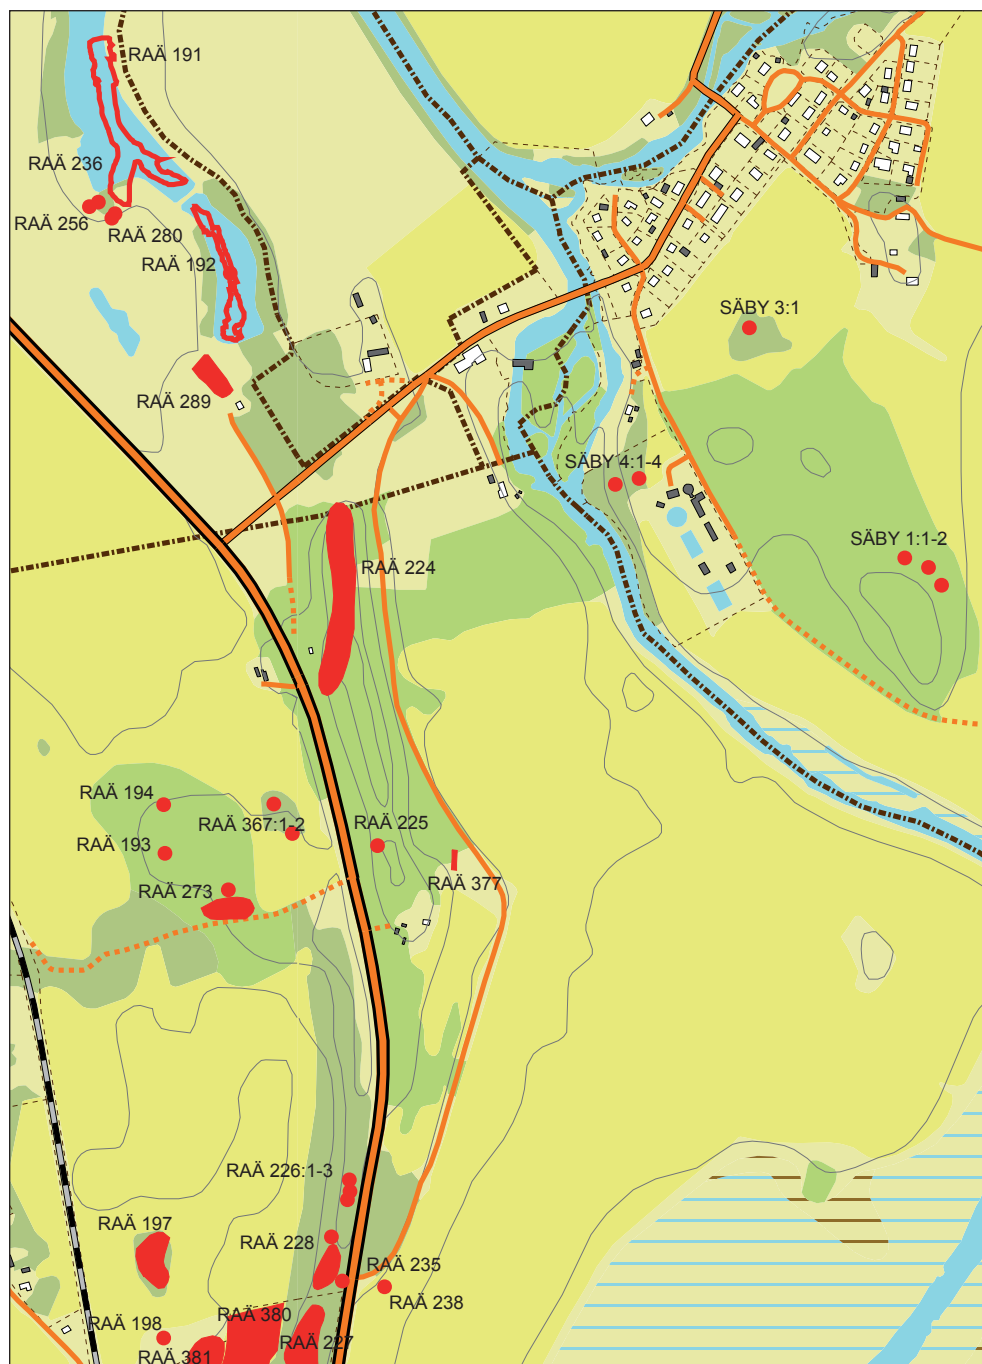 RAÄ 191
RAÄ 236
RAÄ 256
RAÄ 280
RAÄ 192
SÄBY 3:1
RAÄ 289
SÄBY 4:1-4
SÄBY 1:1-2
RAÄ 224
RAÄ 194
RAÄ 367:1-2
RAÄ 225
RAÄ 193
RAÄ 273
RAÄ 377
RAÄ 226:1-3
RAÄ 197
RAÄ 228
RAÄ 235
RAÄ 238
RAÄ 380
RAÄ 198
RAÄ 227
RAÄ 381